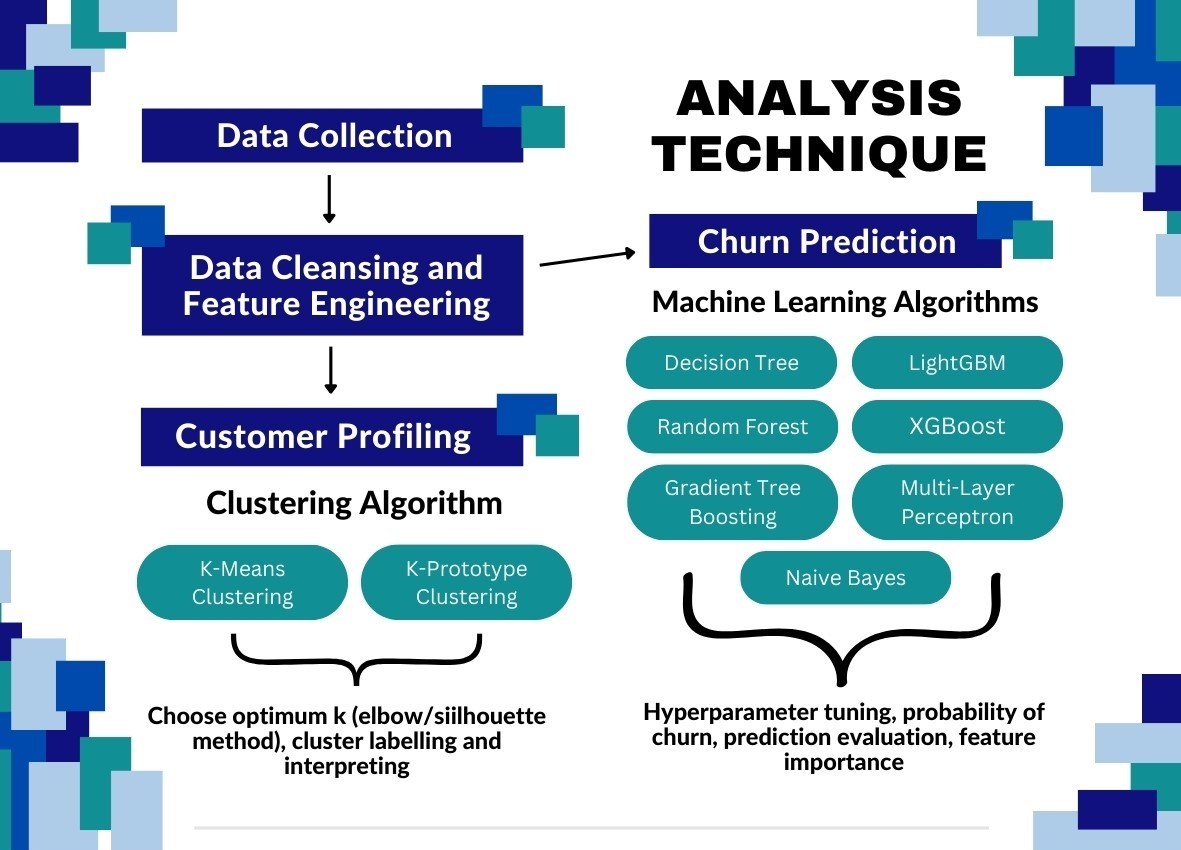 ANALYSIS
TECHNIQUE
Data Collection
Data Cleansing and
Feature Engineering
Customer Profiling
Clustering Algorithm
K-Means
Clustering
K-Prototype
Clustering
Choose optimum k (elbow/siilhouette
method), cluster labelling and
interpreting
Churn Prediction
Machine Learning Algorithms
Decision Tree
LightGBM
Random Forest
XGBoost
Gradient Tree
Boosting
Multi-Layer
Perceptron
Naive Bayes
Hyperparameter tuning, probability of
churn, prediction evaluation, feature
importance